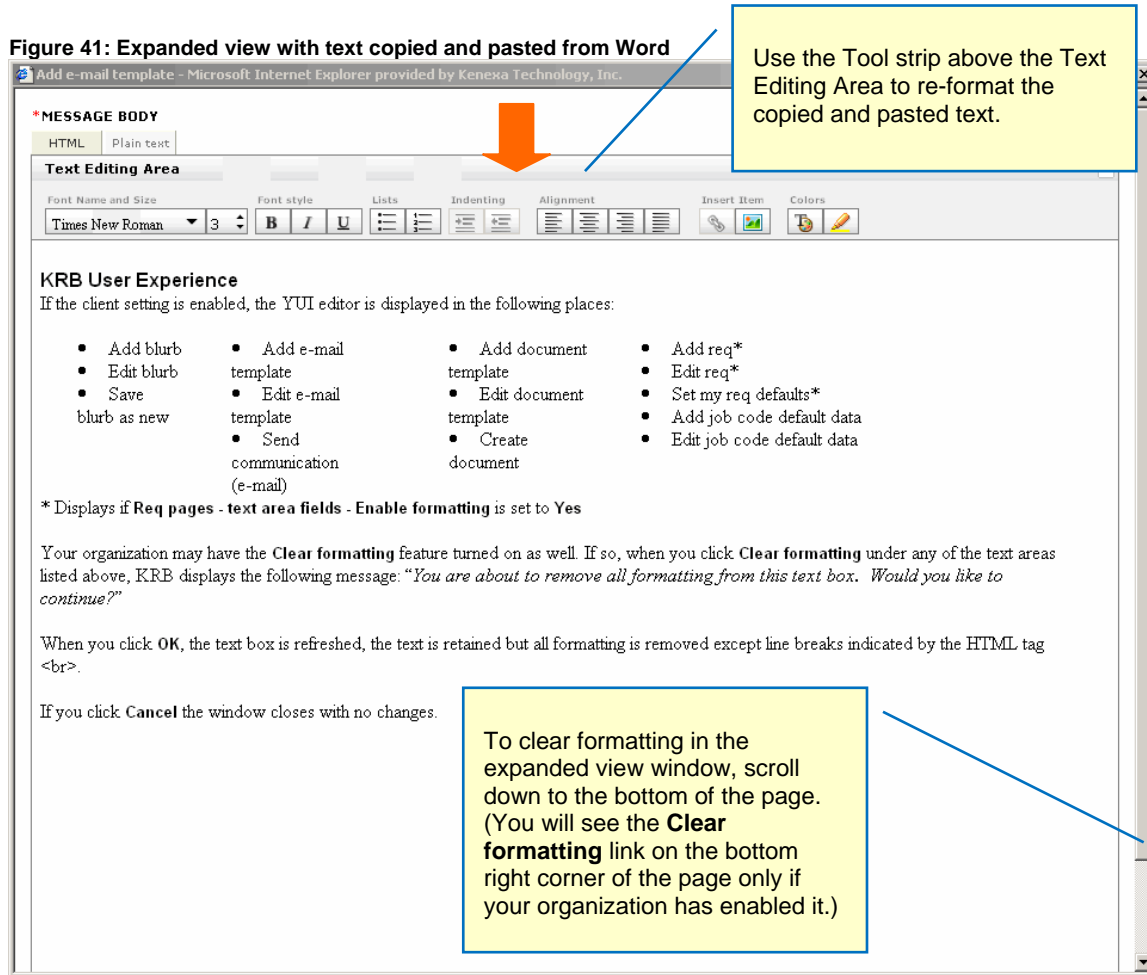 Figure 41: Expanded view with text copied and pasted from Word
Use the Tool strip above the Text
Editing Area to re-format the
copied and pasted text.
Add e-mail template - Microsoft Internet Explorer provided by Kenexa Technology, Inc.
*MESSAGE BODY
HTML Plain text
Text Editing Area
Font Name and Size Font style Lists Indenting Alignment Insert Item Colors
Times New Roman 3 B I U
KRB User Experience
If the client setting is enabled, the YUI editor is displayed in the following places:
• Add blurb
• Edit blurb
• Save
blurb as new
• Add e-mail
template
• Edit e-mail
template
• Send
communication
(e-mail)
• Add document
template
• Edit document
template
• Create
document
• Add req*
• Edit req*
• Set my req defaults*
• Add job code default data
• Edit job code default data
* Displays if Req pages - text area fields - Enable formatting is set to Yes
Your organization may have the Clear formatting feature turned on as well. If so, when you click Clear formatting under any of the text areas
listed above, KRB displays the following message: “You are about to remove all formatting from this text box. Would you like to
continue?”
When you click OK, the text box is refreshed, the text is retained but all formatting is removed except line breaks indicated by the HTML tag
<br>.
If you click Cancel the window closes with no changes.
To clear formatting in the
expanded view window, scroll
down to the bottom of the page.
(You will see the Clear
formatting link on the bottom
right corner of the page only if
your organization has enabled it.)